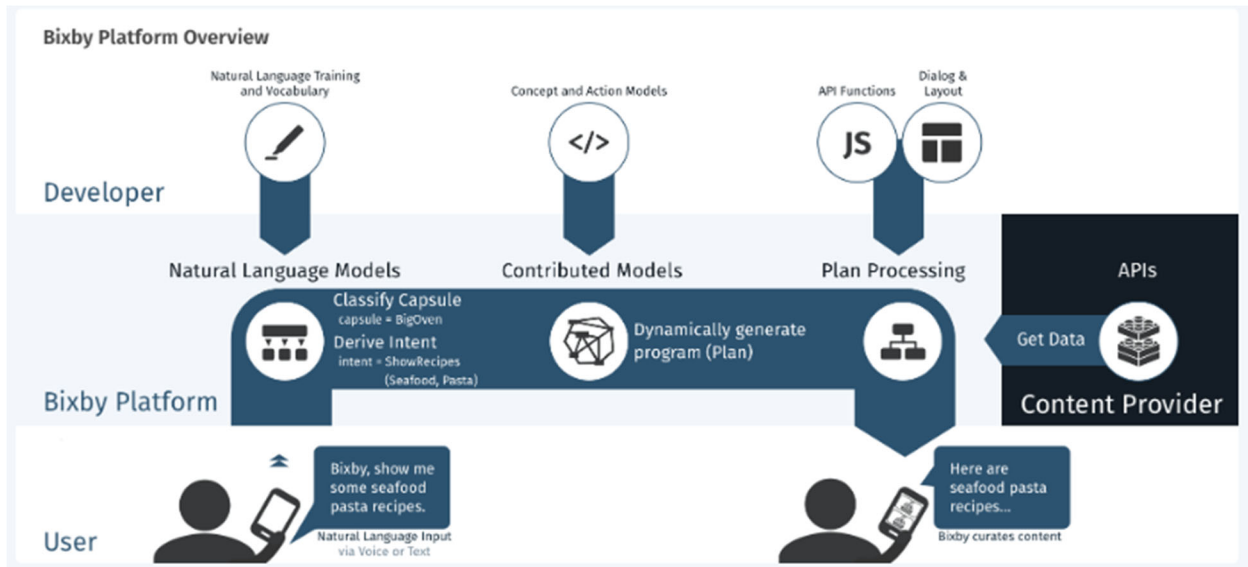 Bixby Platform Overview
Natural Language Training
and Vocabulary
Concept and Action Models
API Functions
Dialog &
Layout
</>
JS
Developer
Natural Language Models
Contributed Models
Plan Processing
APIs
Classify Capsule
capsule = BigOven
Derive Intent
intent = ShowRecipes
(Seafood, Pasta)
Dynamically generate
program (Plan)
Get Data
Bixby Platform
Content Provider
Bixby, show me
some seafood
pasta recipes.
Natural Language Input
via Voice or Text
Here are
seafood pasta
recipes...
Bixby curates content
User